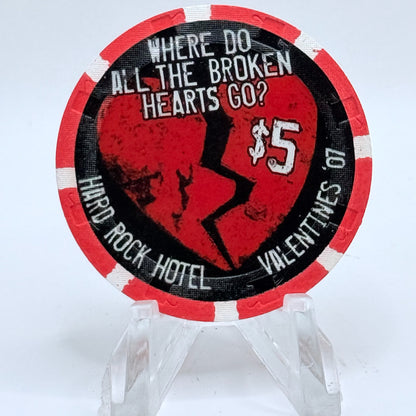 WHERE DO
ALL THE BROKEN
HEARTS GO?
$5
HARD ROCK HOTEL
VALENTINES '07